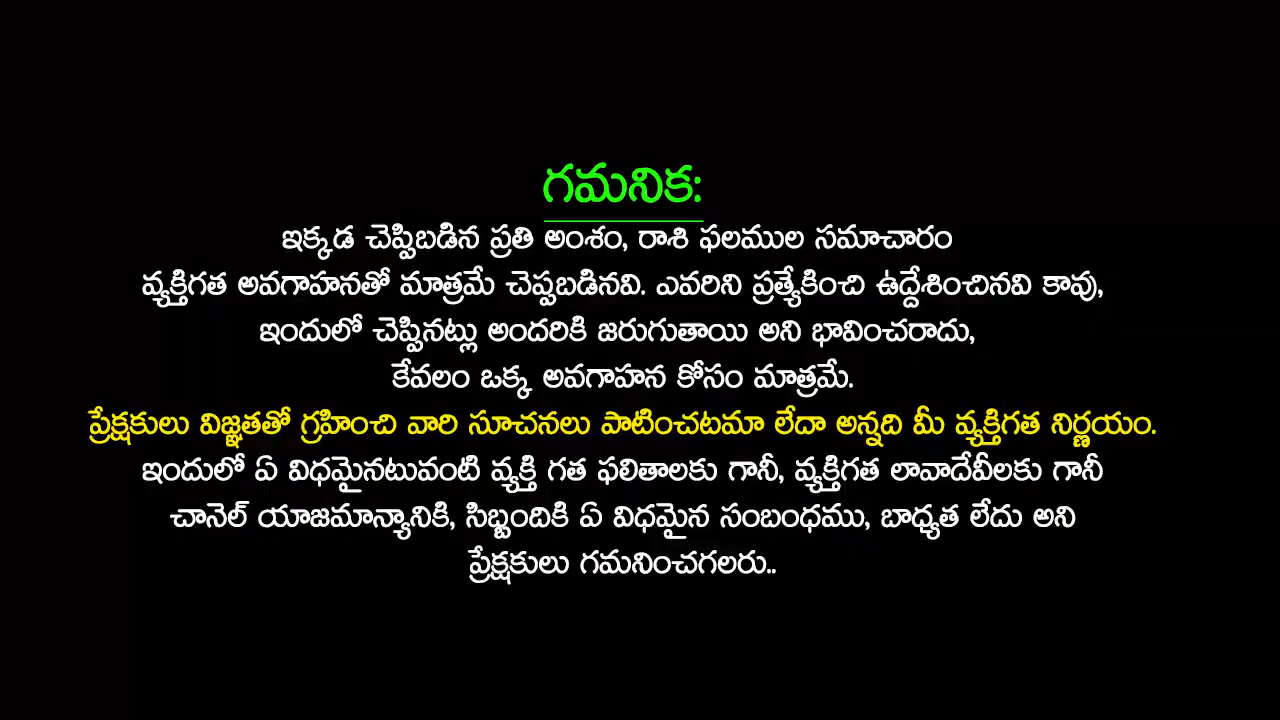 గమనిక:
ఇక్కడ చెప్పిబడిన ప్రతి అంశం, రాశి ఫలముల సమాచారం
వ్యక్తిగత అవగాహనతో మాత్రమే చెప్పబడినవి. ఎవరిని ప్రత్యేకించి ఉద్దేశించినవి కావు,
ఇందులో చెప్పినట్లు అందరికి జరుగుతాయి అని భావించరాదు,
కేవలం ఒక్క అవగాహన కోసం మాత్రమే.
ప్రేక్షకులు విజ్ఞతతో గ్రహించి వారి సూచనలు పాటించటమా లేదా అన్నది మీ వ్యక్తిగత నిర్ణయం.
ఇందులో ఏ విధమైనటువంటి వ్యక్తి గత ఫలితాలకు గానీ, వ్యక్తిగత లావాదేవీలకు గానీ
చానెల్ యాజమాన్యానికి, సిబ్బందికి ఏ విధమైన సంబంధము, బాధ్యత లేదు అని
ప్రేక్షకులు గమనించగలరు..